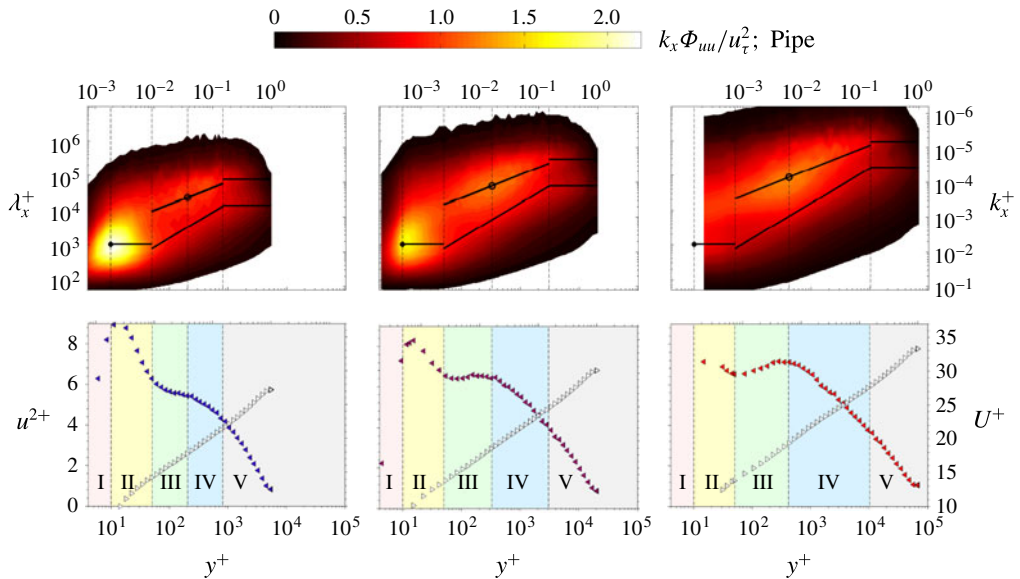 0 0.5 1.0 1.5 2.0
k_xΦ_uu/u_τ^2; Pipe
10^−3 10^−2 10^−1 10^0 10^−3 10^−2 10^−1 10^0 10^−3 10^−2 10^−1 10^0
10^6 10^−6
10^5 10^−5
λ_x^+ 10^4 10^−4 k_x^+
10^3 10^−3
10^2 10^−2
10^−1
8 35
30
6
u^2+ 25 U^+
4
20
2 I II III IV V I II III IV V I II III IV V 15
0 10
10^1 10^2 10^3 10^4 10^5 10^1 10^2 10^3 10^4 10^5 10^1 10^2 10^3 10^4 10^5
y^+ y^+ y^+